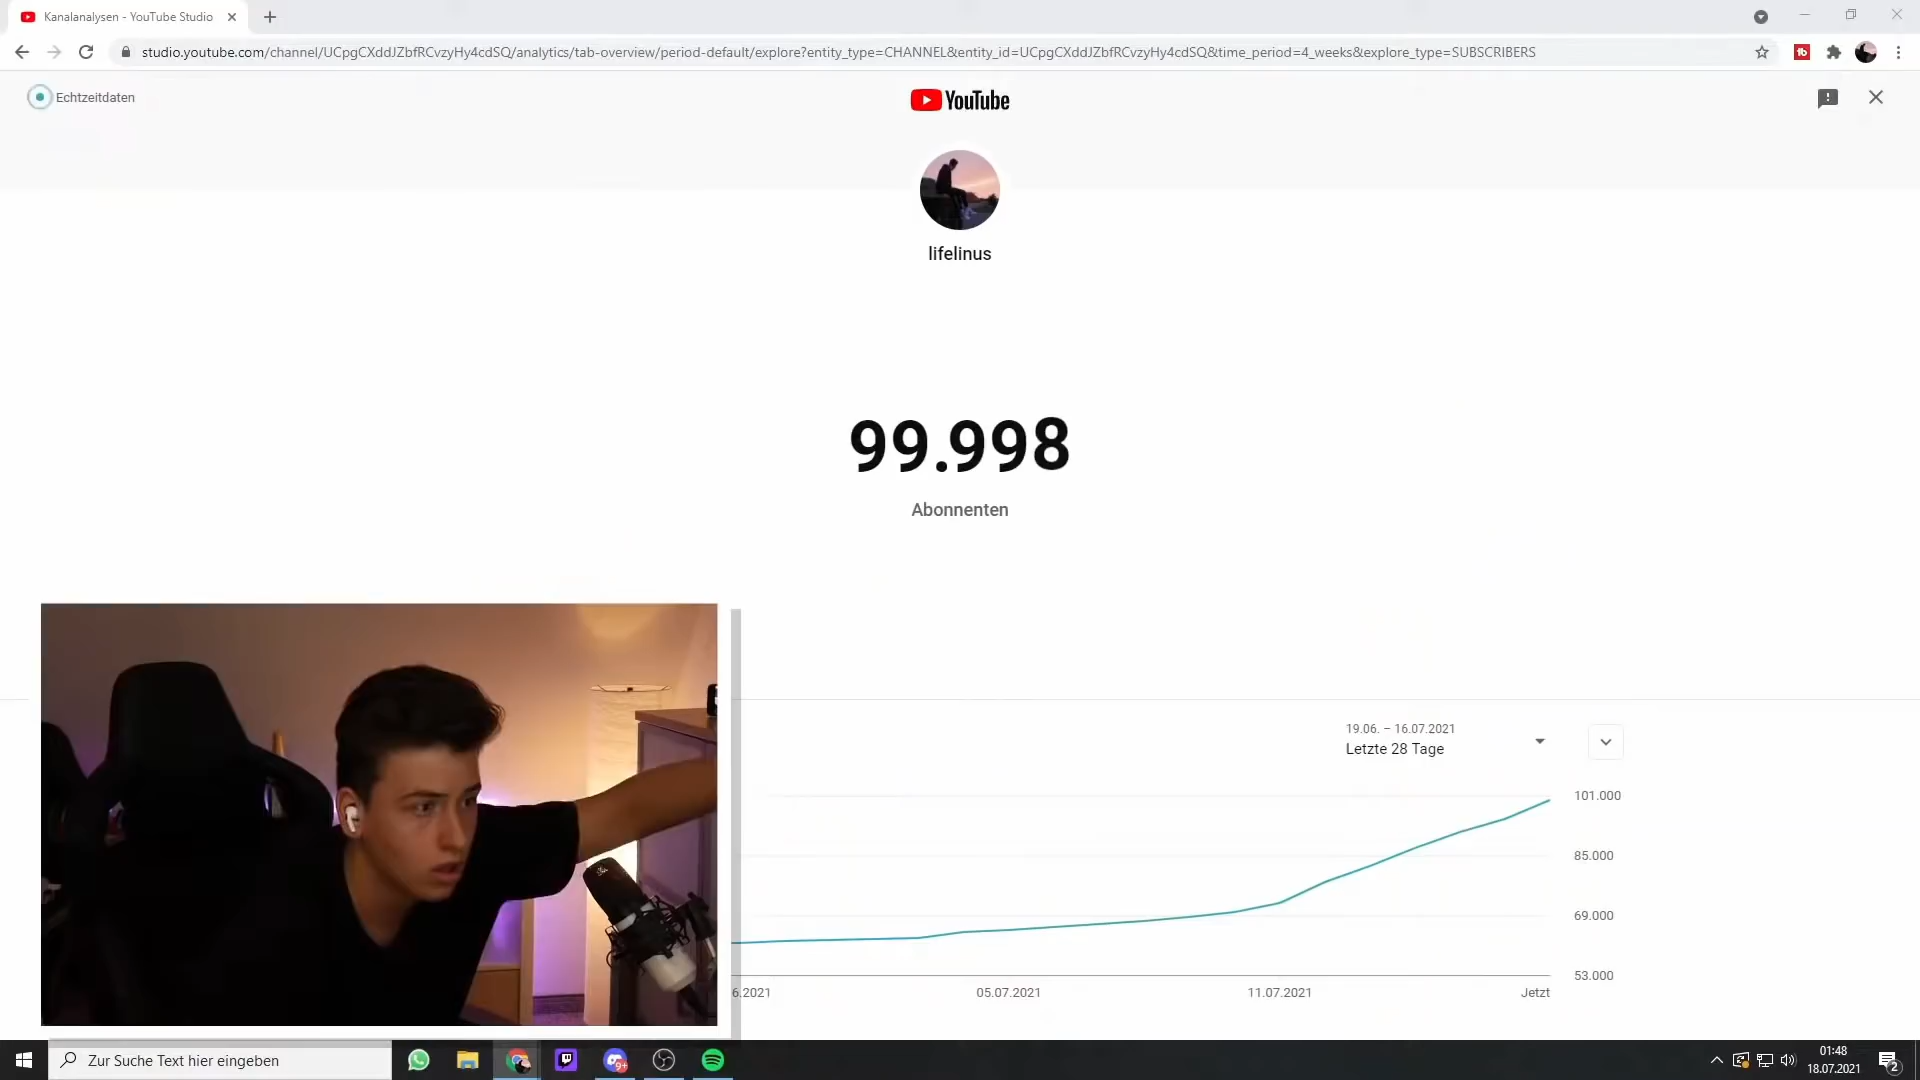 Kanalanalysen - YouTube Studio
studio.youtube.com/channel/UCpgCXddJZbfRCvzyHy4cdSQ/analytics/tab-overview/period-default/explore?entity_type=CHANNEL&entity_id=UCpgCXddJZbfRCvzyHy4cdSQ&time_period=4_weeks&explore_type=SUBSCRIBERS
Echtzeitdaten
YouTube
lifelinus
99.998
Abonnenten
19.06. – 16.07.2021
Letzte 28 Tage
101.000
85.000
69.000
53.000
6.2021
05.07.2021
11.07.2021
Jetzt
Zur Suche Text hier eingeben
9+
01:48
18.07.2021
2